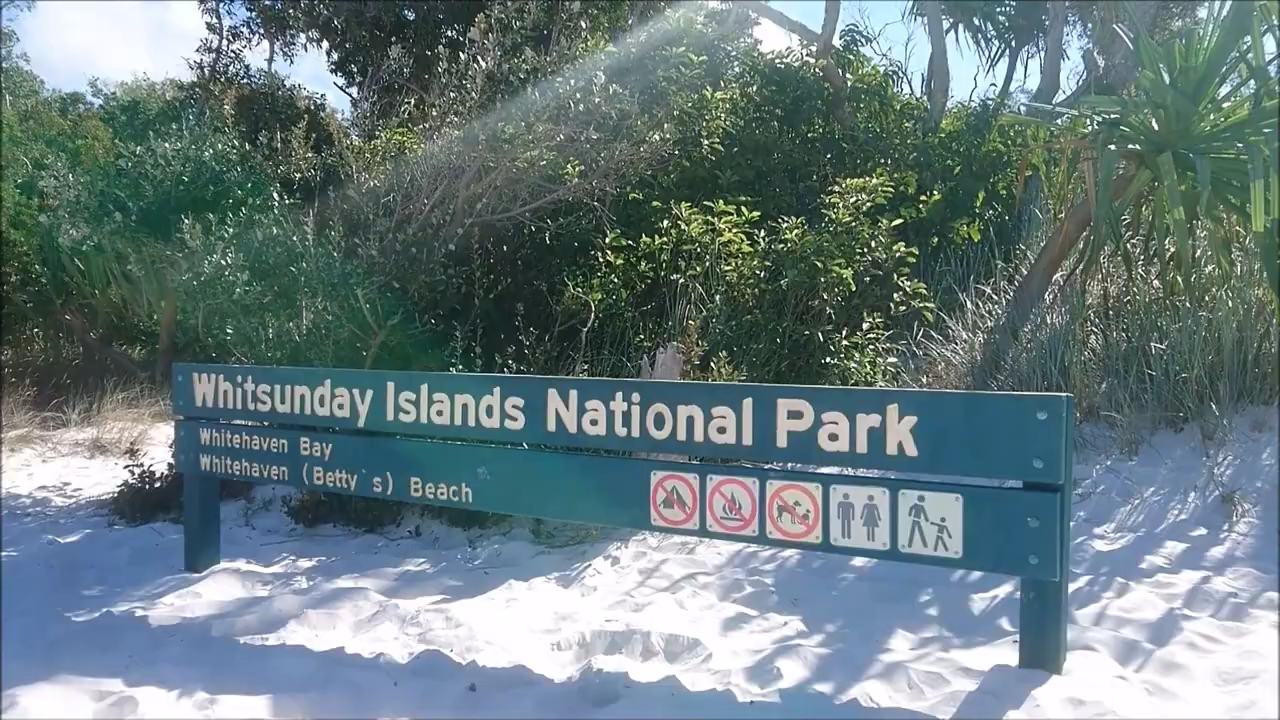 Whitsunday Islands National Park
Whitehaven Bay
Whitehaven (Betty's) Beach